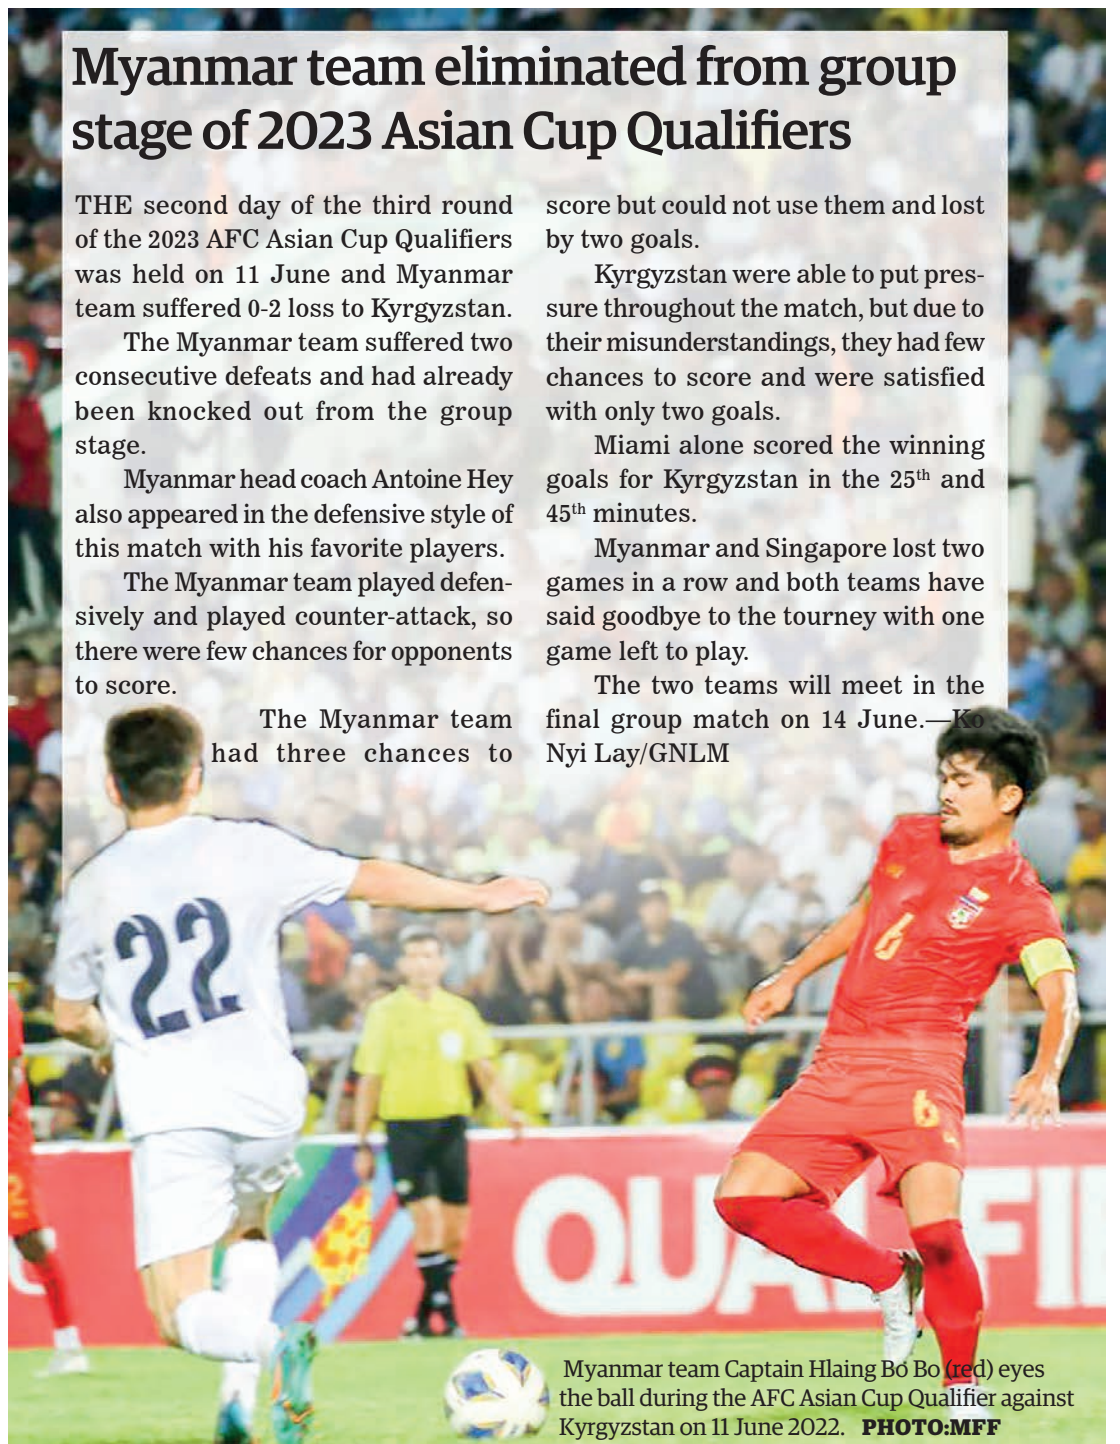 Myanmar team eliminated from group
stage of 2023 Asian Cup Qualifiers
THE second day of the third round
of the 2023 AFC Asian Cup Qualifiers
was held on 11 June and Myanmar
team suffered 0-2 loss to Kyrgyzstan.
The Myanmar team suffered two
consecutive defeats and had already
been knocked out from the group
stage.
Myanmar head coach Antoine Hey
also appeared in the defensive style of
this match with his favorite players.
The Myanmar team played defen-
sively and played counter-attack, so
there were few chances for opponents
to score.
The Myanmar team
had three chances to
score but could not use them and lost
by two goals.
Kyrgyzstan were able to put pres-
sure throughout the match, but due to
their misunderstandings, they had few
chances to score and were satisfied
with only two goals.
Miami alone scored the winning
goals for Kyrgyzstan in the 25th and
45th minutes.
Myanmar and Singapore lost two
games in a row and both teams have
said goodbye to the tourney with one
game left to play.
The two teams will meet in the
final group match on 14 June.—Ko
Nyi Lay/GNLM
22
6
6
QUA FI
Myanmar team Captain Hlaing Bo Bo (red) eyes
the ball during the AFC Asian Cup Qualifier against
Kyrgyzstan on 11 June 2022. PHOTO:MFF